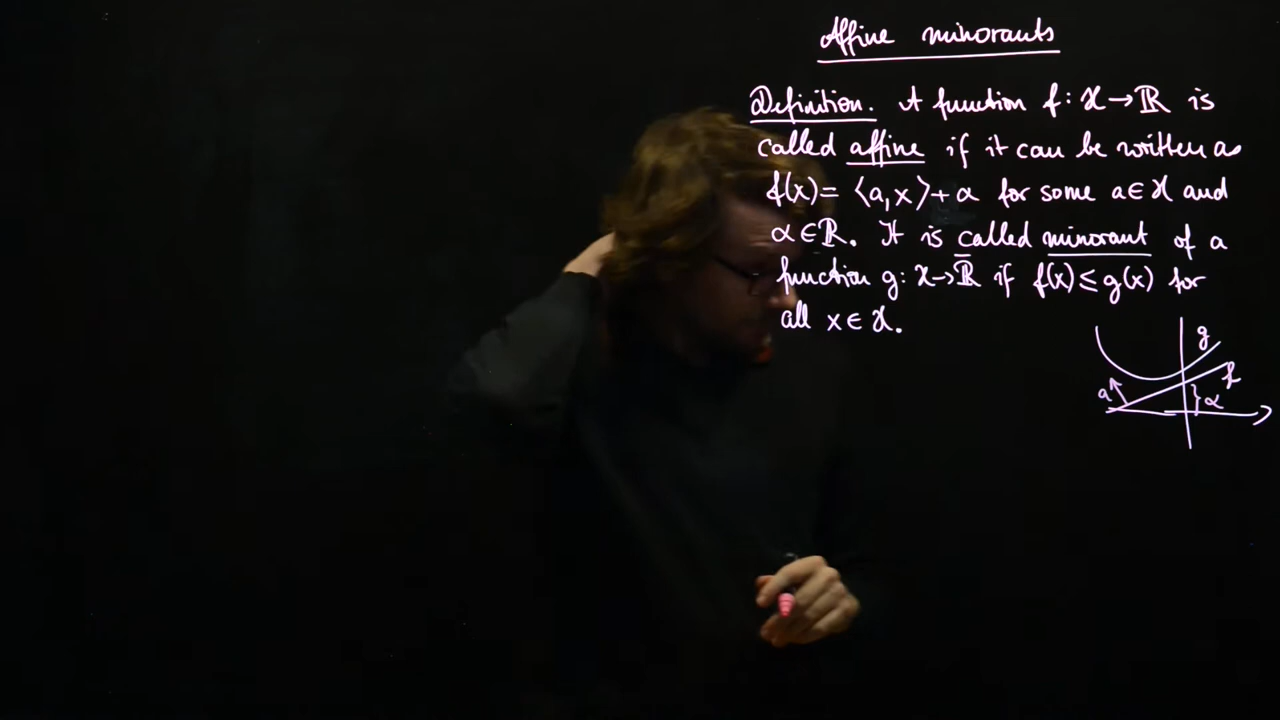 Affine minorants
Definition. A function f: 𝒳→ℝ is
called affine if it can be written as
f(x)= ⟨a,x⟩+α for some a∈𝒳 and
α∈ℝ. It is called minorant of a
function g: 𝒳→ℝ̄ if f(x)≤g(x) for
all x∈𝒳.
g
f
a
}α